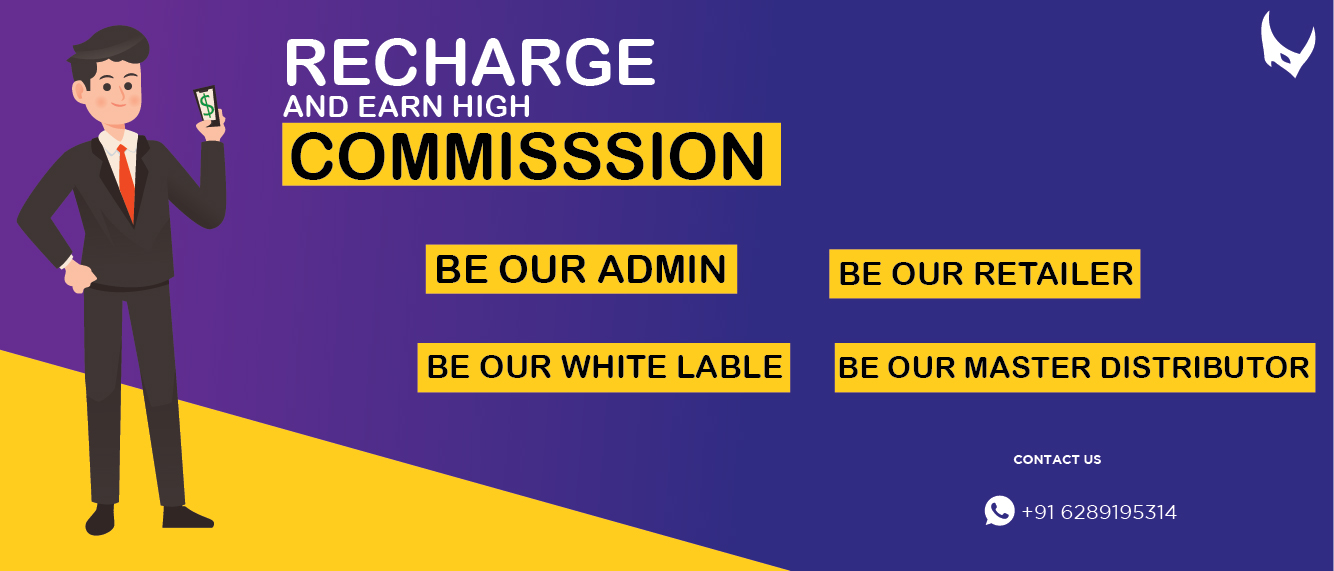 $
RECHARGE
AND EARN HIGH
COMMISSSION
BE OUR ADMIN
BE OUR RETAILER
BE OUR WHITE LABLE
BE OUR MASTER DISTRIBUTOR
CONTACT US
+91 6289195314